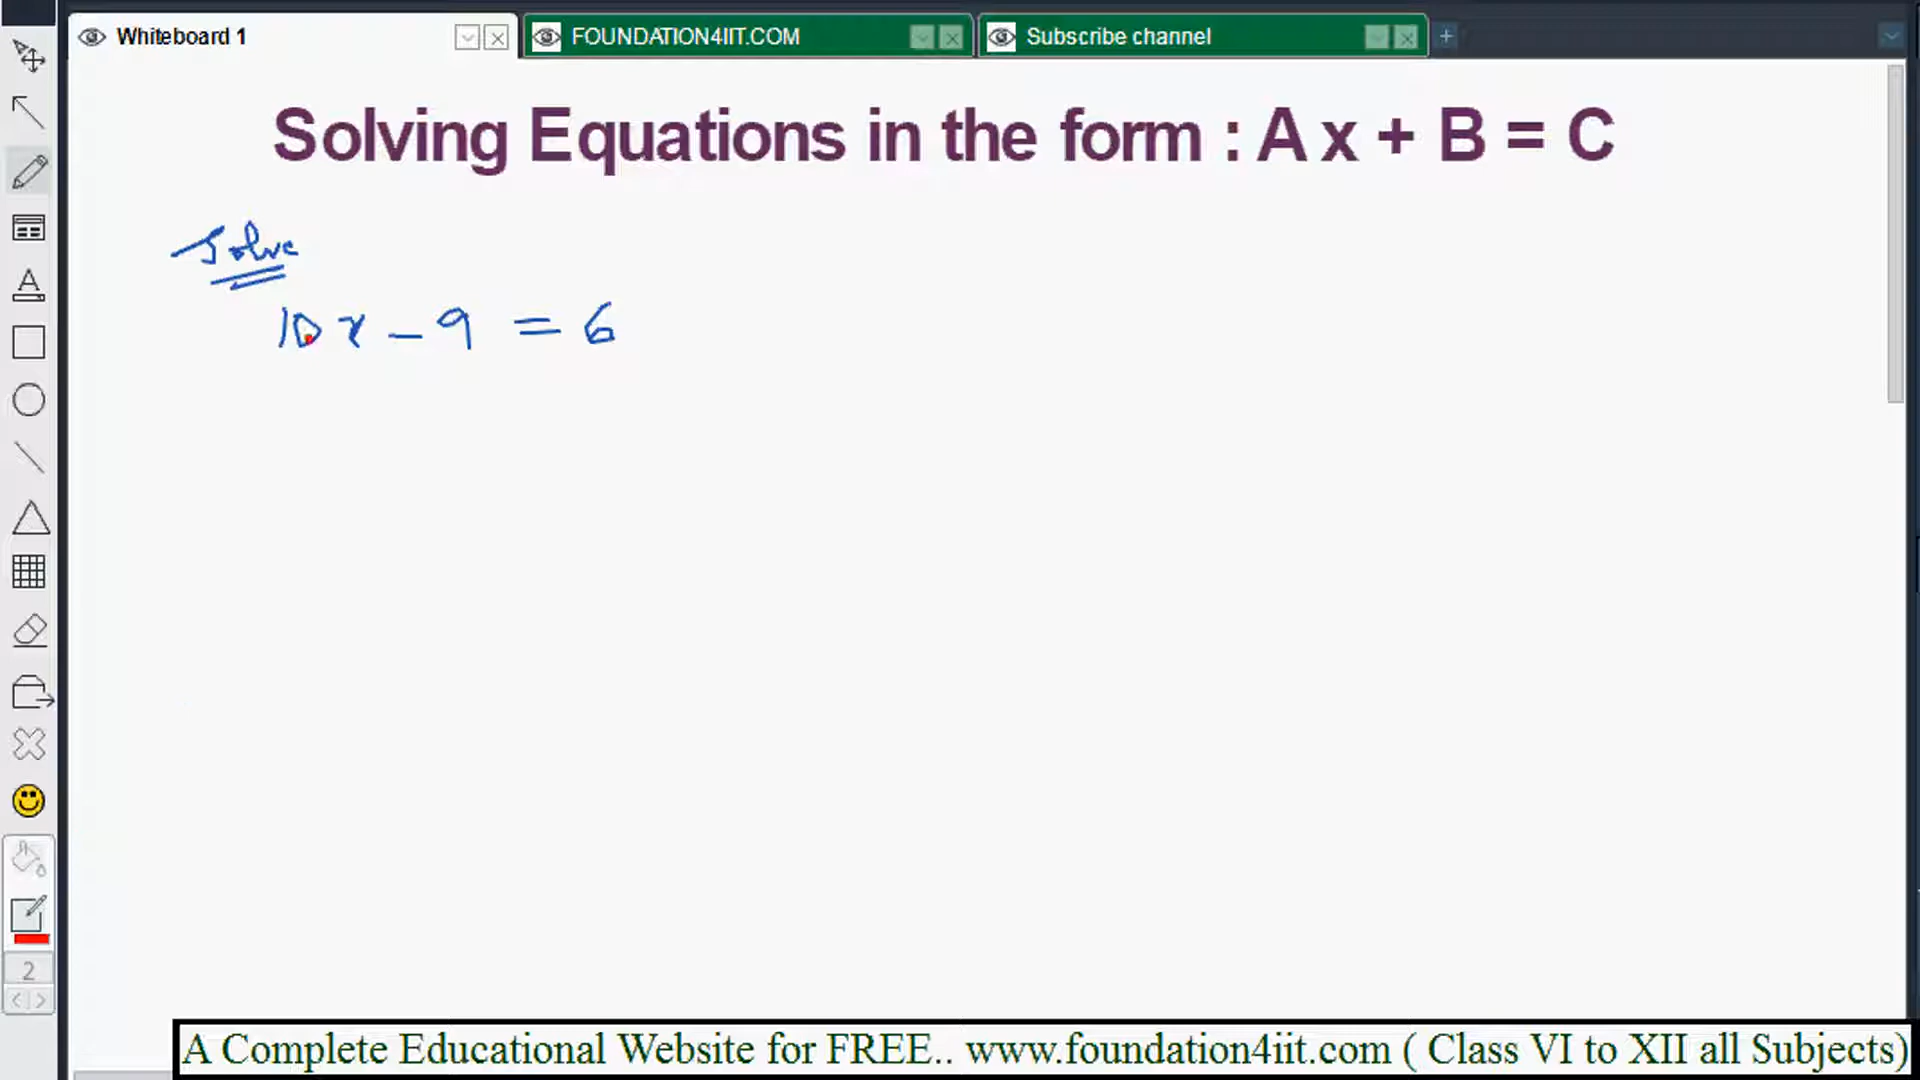 Whiteboard 1 FOUNDATION4IIT.COM Subscribe channel
Solving Equations in the form : A x + B = C
Solve
10x - 9 = 6
A
2
A Complete Educational Website for FREE.. www.foundation4iit.com ( Class VI to XII all Subjects)